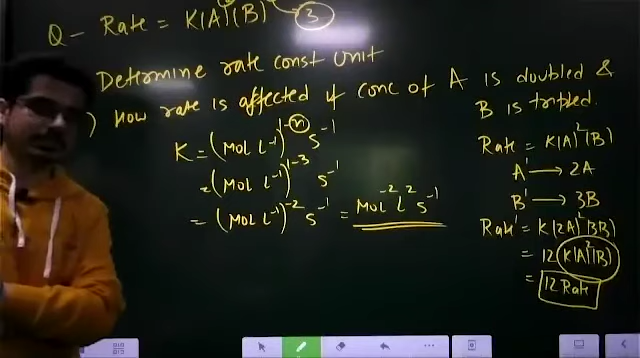 Q - Rate = K(A)²(B) 3
Determine rate const unit
) How rate is affected if conc of A is doubled &
B is tripled.
K = (MOL L⁻¹)¹⁻ⁿ S⁻¹
= (MOL L⁻¹)¹⁻³ S⁻¹
= (MOL L⁻¹)⁻² S⁻¹ = MOL⁻² L² S⁻¹
Rate = K(A)²(B)
A' → 2A
B' → 3B
Rate' = K(2A)²(3B)
= 12 K(A)²(B)
= 12 Rate